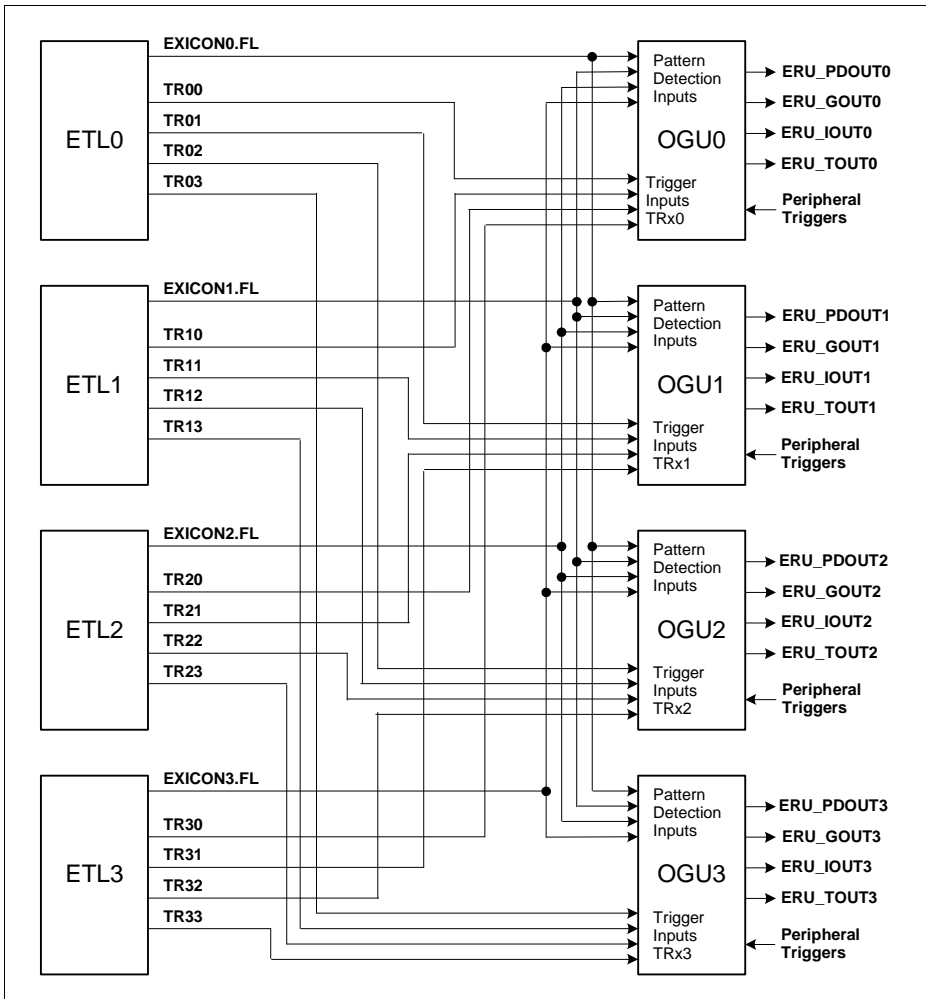 EXICON0.FL
TR00
TR01
TR02
TR03
ETL0
Pattern
Detection
Inputs
OGU0
Trigger
Inputs
TRx0
ERU_PDOUT0
ERU_GOUT0
ERU_IOUT0
ERU_TOUT0
Peripheral
Triggers
EXICON1.FL
TR10
TR11
TR12
TR13
ETL1
Pattern
Detection
Inputs
OGU1
Trigger
Inputs
TRx1
ERU_PDOUT1
ERU_GOUT1
ERU_IOUT1
ERU_TOUT1
Peripheral
Triggers
EXICON2.FL
TR20
TR21
TR22
TR23
ETL2
Pattern
Detection
Inputs
OGU2
Trigger
Inputs
TRx2
ERU_PDOUT2
ERU_GOUT2
ERU_IOUT2
ERU_TOUT2
Peripheral
Triggers
EXICON3.FL
TR30
TR31
TR32
TR33
ETL3
Pattern
Detection
Inputs
OGU3
Trigger
Inputs
TRx3
ERU_PDOUT3
ERU_GOUT3
ERU_IOUT3
ERU_TOUT3
Peripheral
Triggers